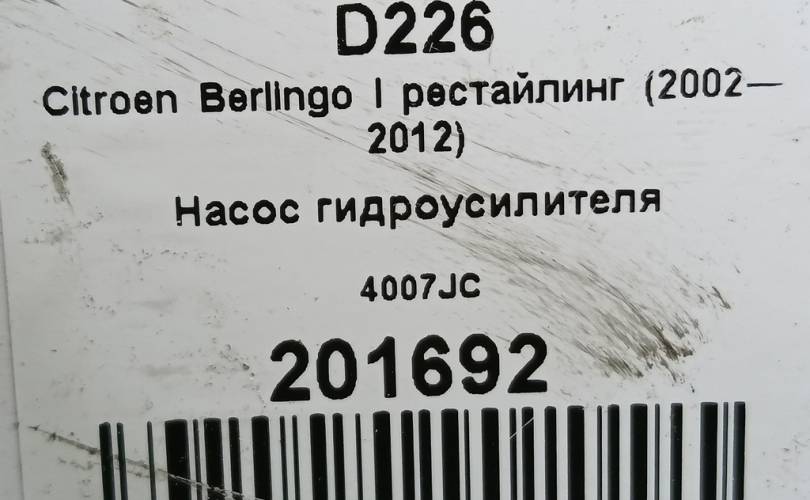 D226
Citroen Berlingo I рестайлинг (2002—
2012)
Насос гидроусилителя
4007JC
201692